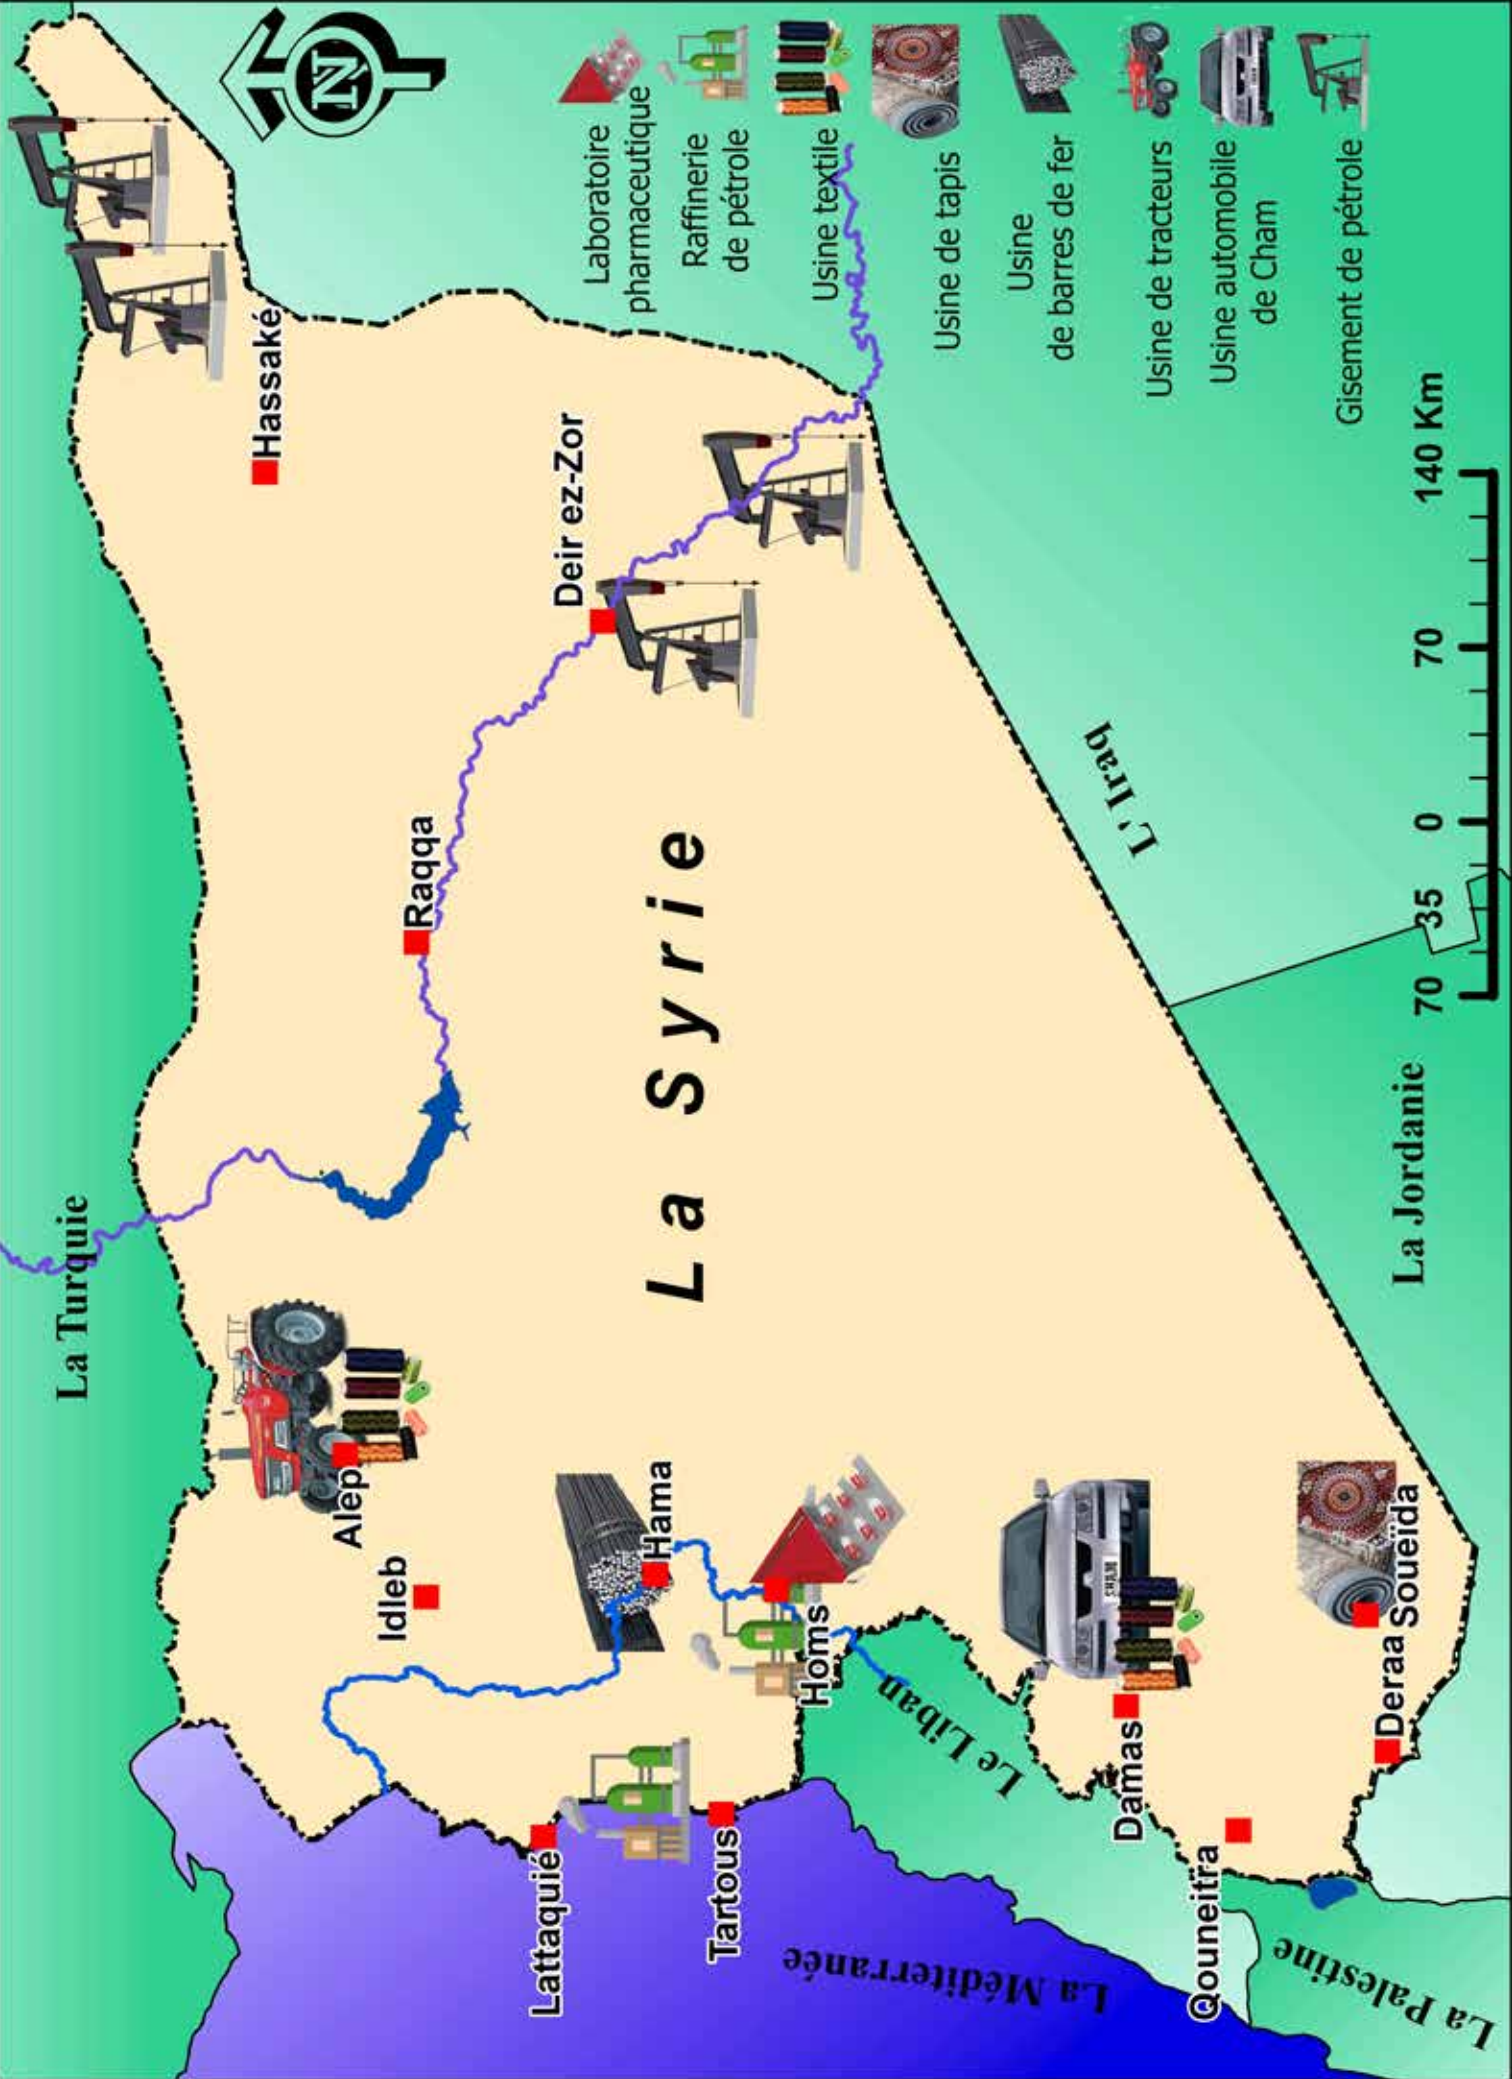 La Turquie
N
Hassaké
Alep
Raqqa
Idleb
Lattaquié
Deir ez-Zor
Hama
La Syrie
Tartous
Homs
La Méditerranée
Le Liban
L' Iraq
CHAM
Damas
Qouneïtra
Soueïda
Deraa
La Palestine
La Jordanie
Laboratoire
pharmaceutique
Raffinerie
de pétrole
Usine textile
Usine de tapis
Usine
de barres de fer
Usine de tracteurs
Usine automobile
de Cham
Gisement de pétrole
70 35 0 70 140 Km